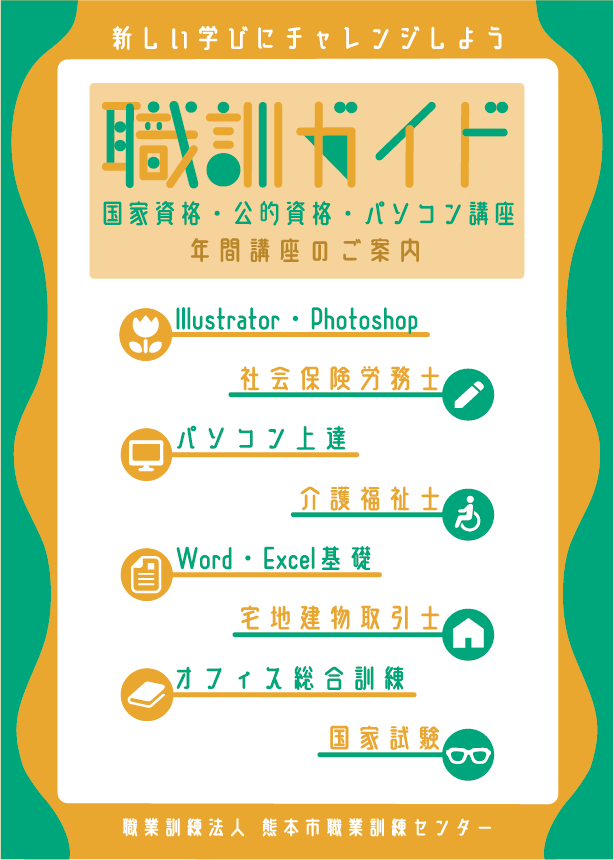 新しい学びにチャレンジしよう
職訓ガイド
国家資格・公的資格・パソコン講座
年間講座のご案内
Illustrator・Photoshop
社会保険労務士
パソコン上達
介護福祉士
Word・Excel基礎
宅地建物取引士
オフィス総合訓練
国家試験
職業訓練法人 熊本市職業訓練センター